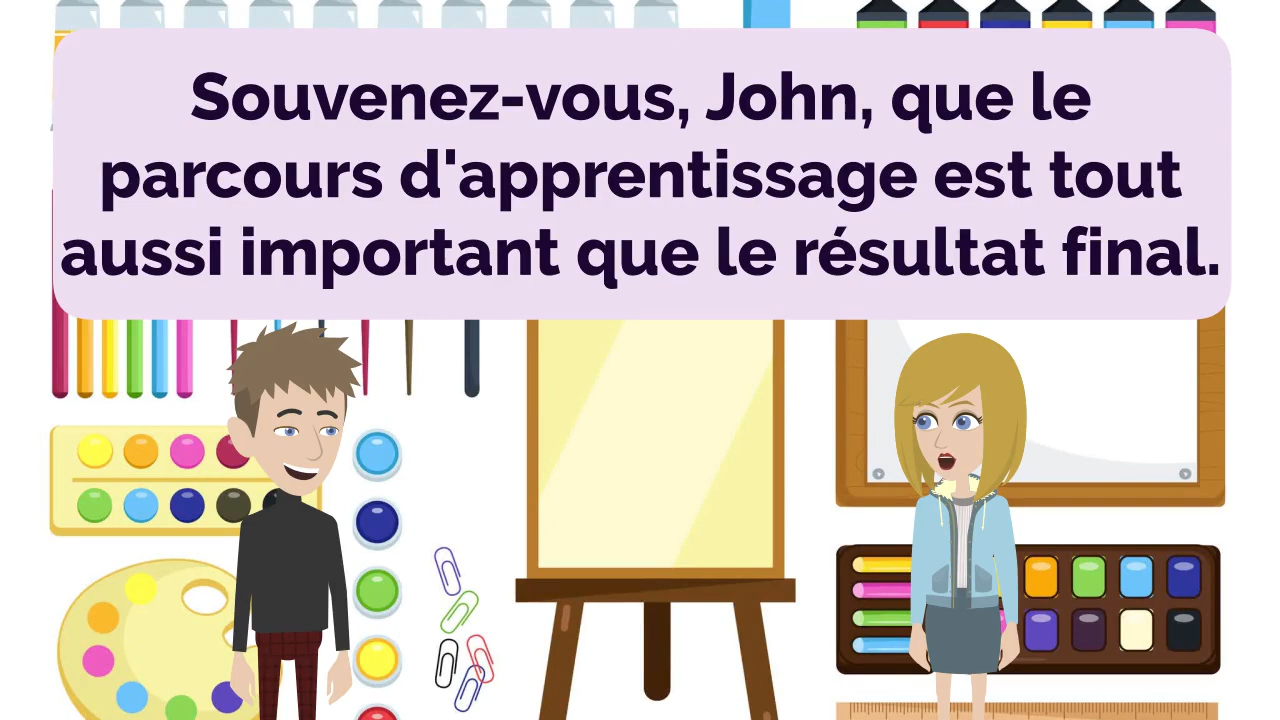 Souvenez-vous, John, que le
parcours d'apprentissage est tout
aussi important que le résultat final.